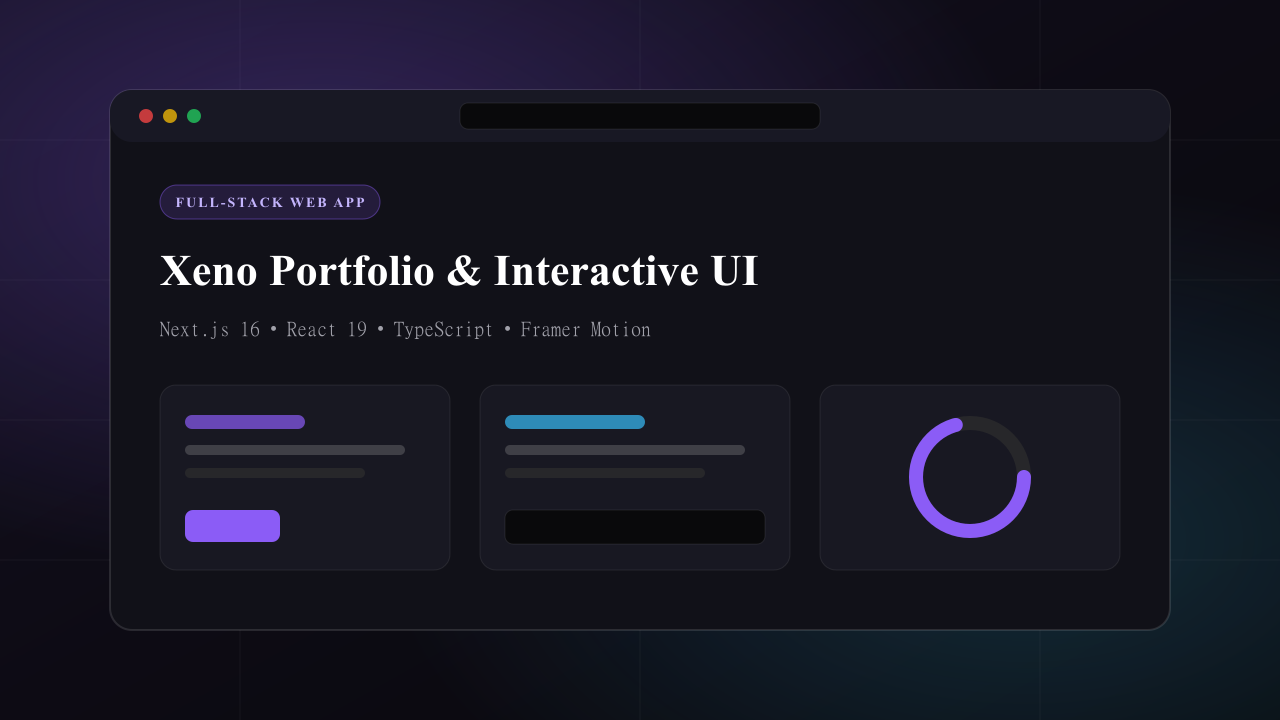 FULL-STACK WEB APP
Xeno Portfolio & Interactive UI
Next.js 16 • React 19 • TypeScript • Framer Motion